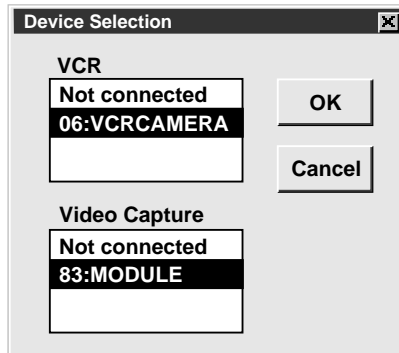 Device Selection
VCR
Not connected
06:VCRCAMERA
OK
Cancel
Video Capture
Not connected
83:MODULE